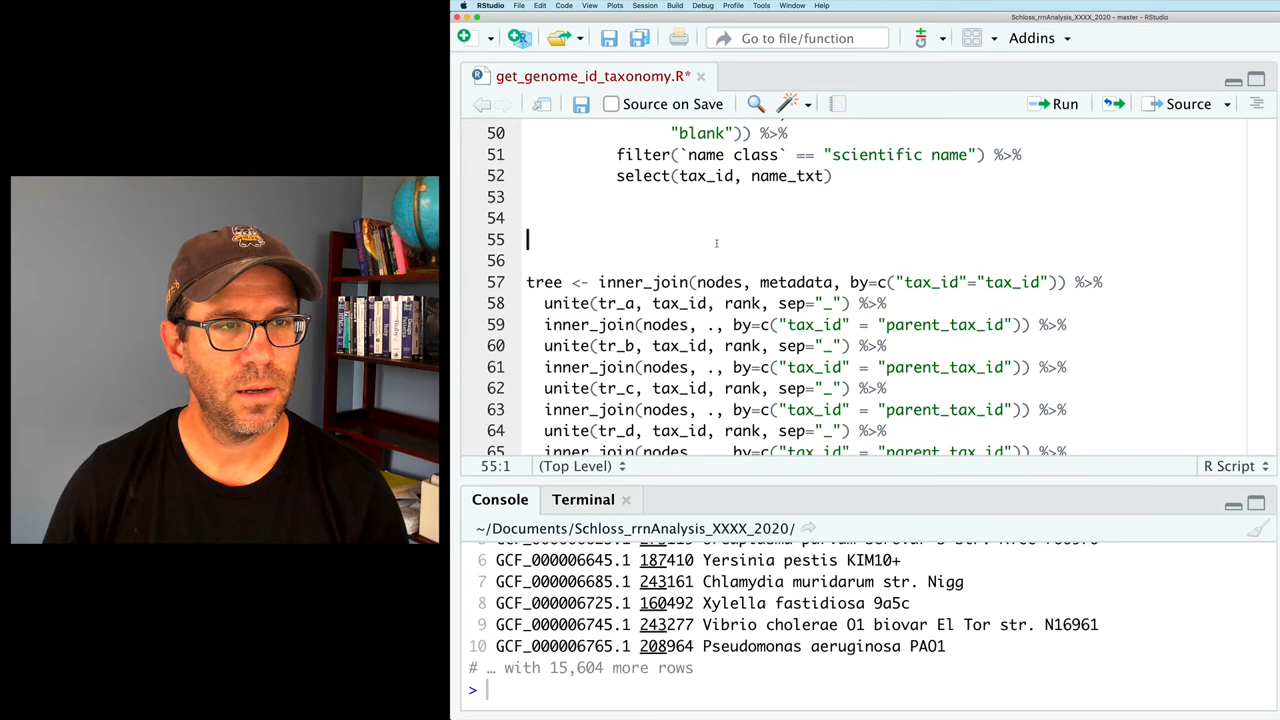 RStudio File Edit Code View Plots Session Build Debug Profile Tools Window Help
Schloss_rrnAnalysis_XXXX_2020 - master - RStudio
Go to file/function
Addins
get_genome_id_taxonomy.R*
Source on Save
Run
Source
50 "blank")) %>%
51 filter(`name class` == "scientific name") %>%
52 select(tax_id, name_txt)
53
54
55
56
57 tree <- inner_join(nodes, metadata, by=c("tax_id"="tax_id")) %>%
58 unite(tr_a, tax_id, rank, sep="_") %>%
59 inner_join(nodes, ., by=c("tax_id" = "parent_tax_id")) %>%
60 unite(tr_b, tax_id, rank, sep="_") %>%
61 inner_join(nodes, ., by=c("tax_id" = "parent_tax_id")) %>%
62 unite(tr_c, tax_id, rank, sep="_") %>%
63 inner_join(nodes, ., by=c("tax_id" = "parent_tax_id")) %>%
64 unite(tr_d, tax_id, rank, sep="_") %>%
65 inner_join(nodes, ., by=c("tax_id" = "parent_tax_id")) %>%
55:1 (Top Level) R Script
Console Terminal
~/Documents/Schloss_rrnAnalysis_XXXX_2020/
6 GCF_000006645.1 187410 Yersinia pestis KIM10+
7 GCF_000006685.1 243161 Chlamydia muridarum str. Nigg
8 GCF_000006725.1 160492 Xylella fastidiosa 9a5c
9 GCF_000006745.1 243277 Vibrio cholerae O1 biovar El Tor str. N16961
10 GCF_000006765.1 208964 Pseudomonas aeruginosa PAO1
# … with 15,604 more rows
>